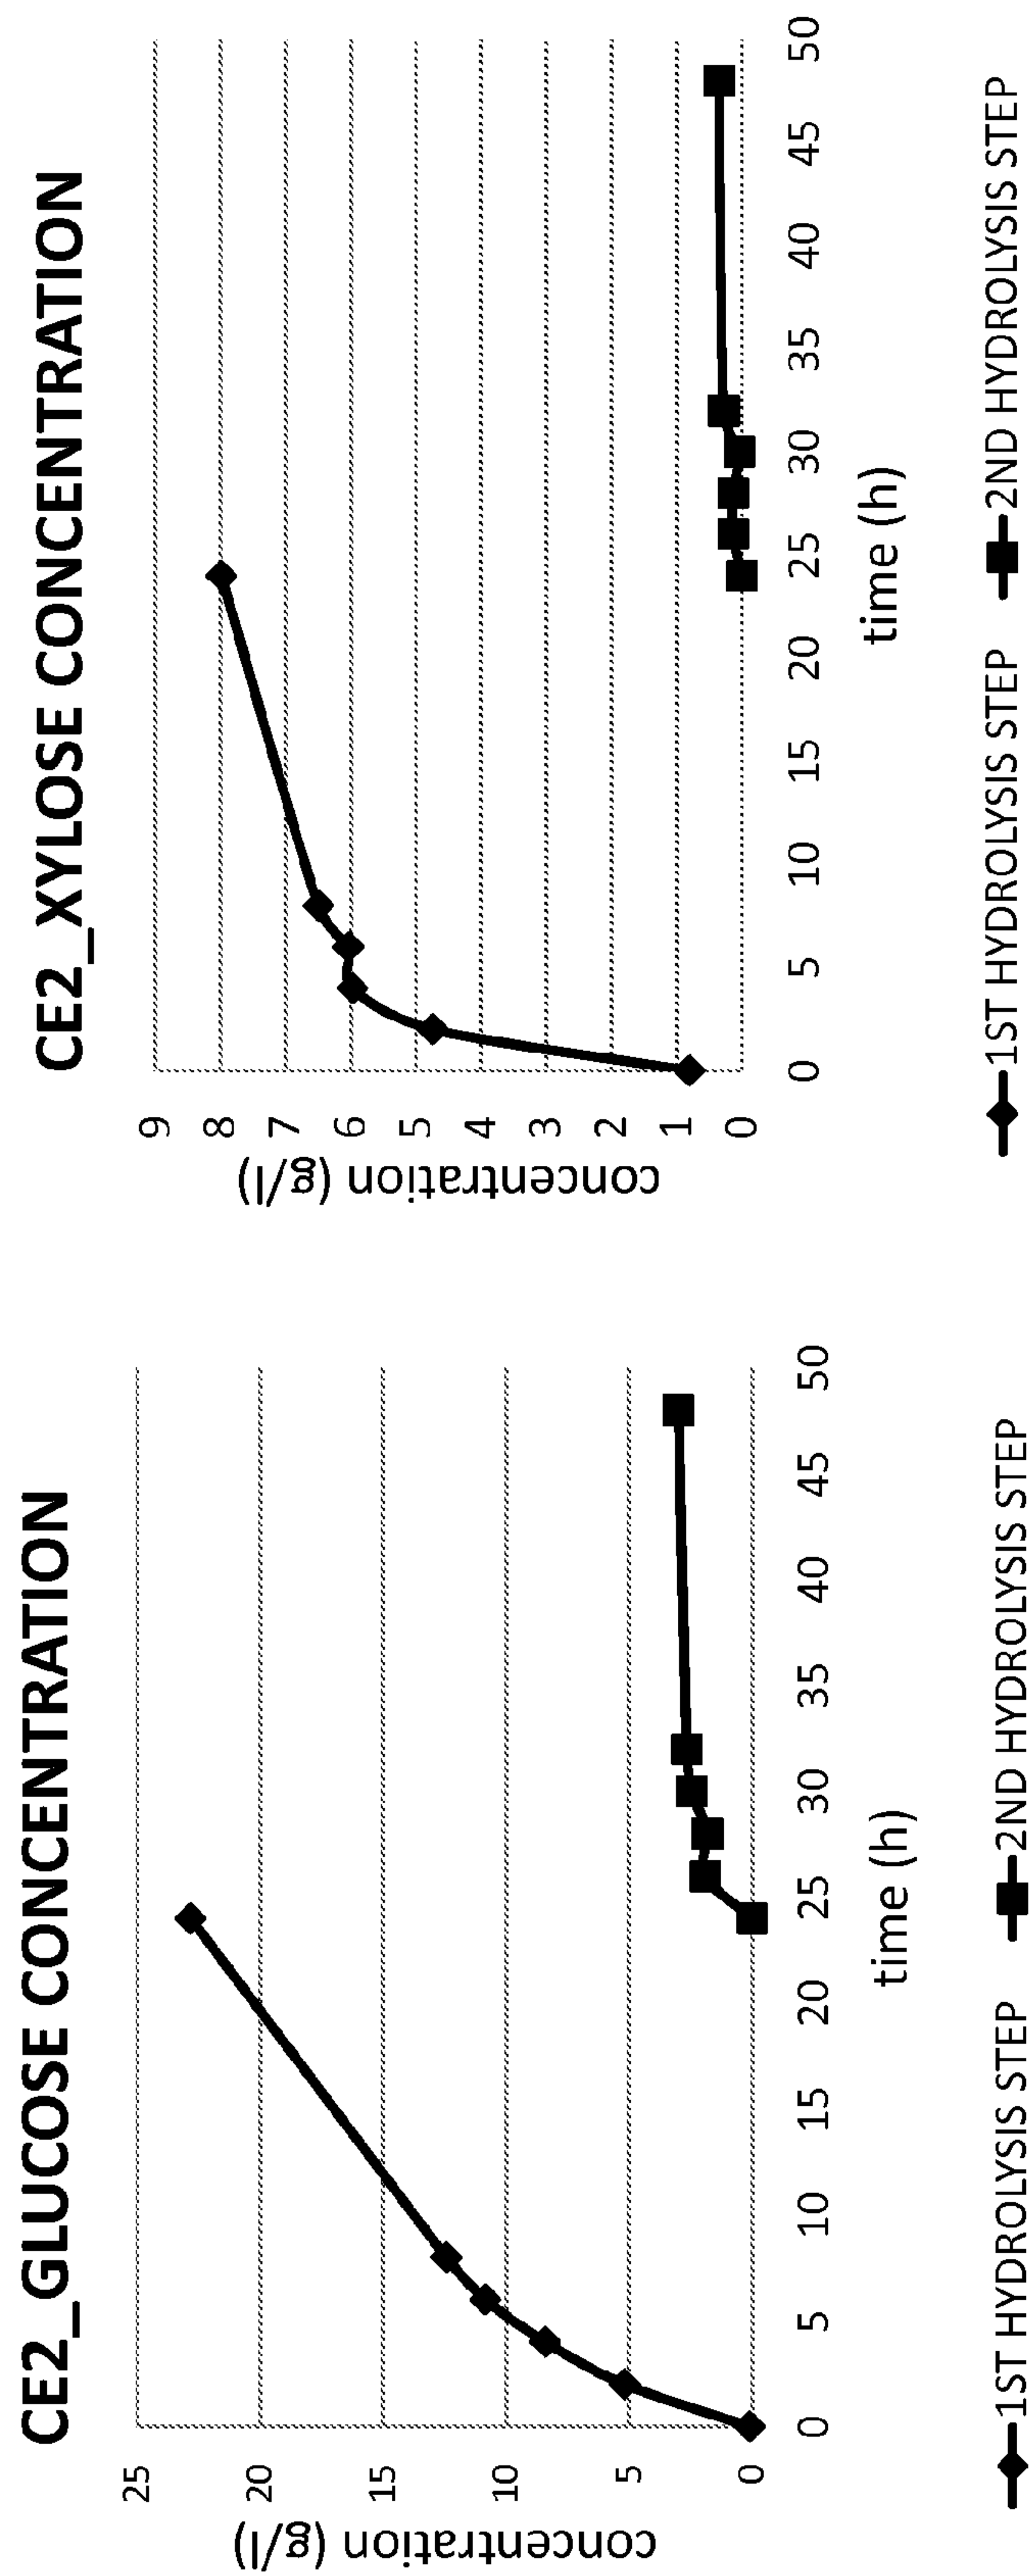 CE2_GLUCOSE CONCENTRATION
concentration (g/l)
25
20
15
10
5
0
0 5 10 15 20 25 30 35 40 45 50
time (h)
1ST HYDROLYSIS STEP 2ND HYDROLYSIS STEP
CE2_XYLOSE CONCENTRATION
concentration (g/l)
9
8
7
6
5
4
3
2
1
0
0 5 10 15 20 25 30 35 40 45 50
time (h)
1ST HYDROLYSIS STEP 2ND HYDROLYSIS STEP